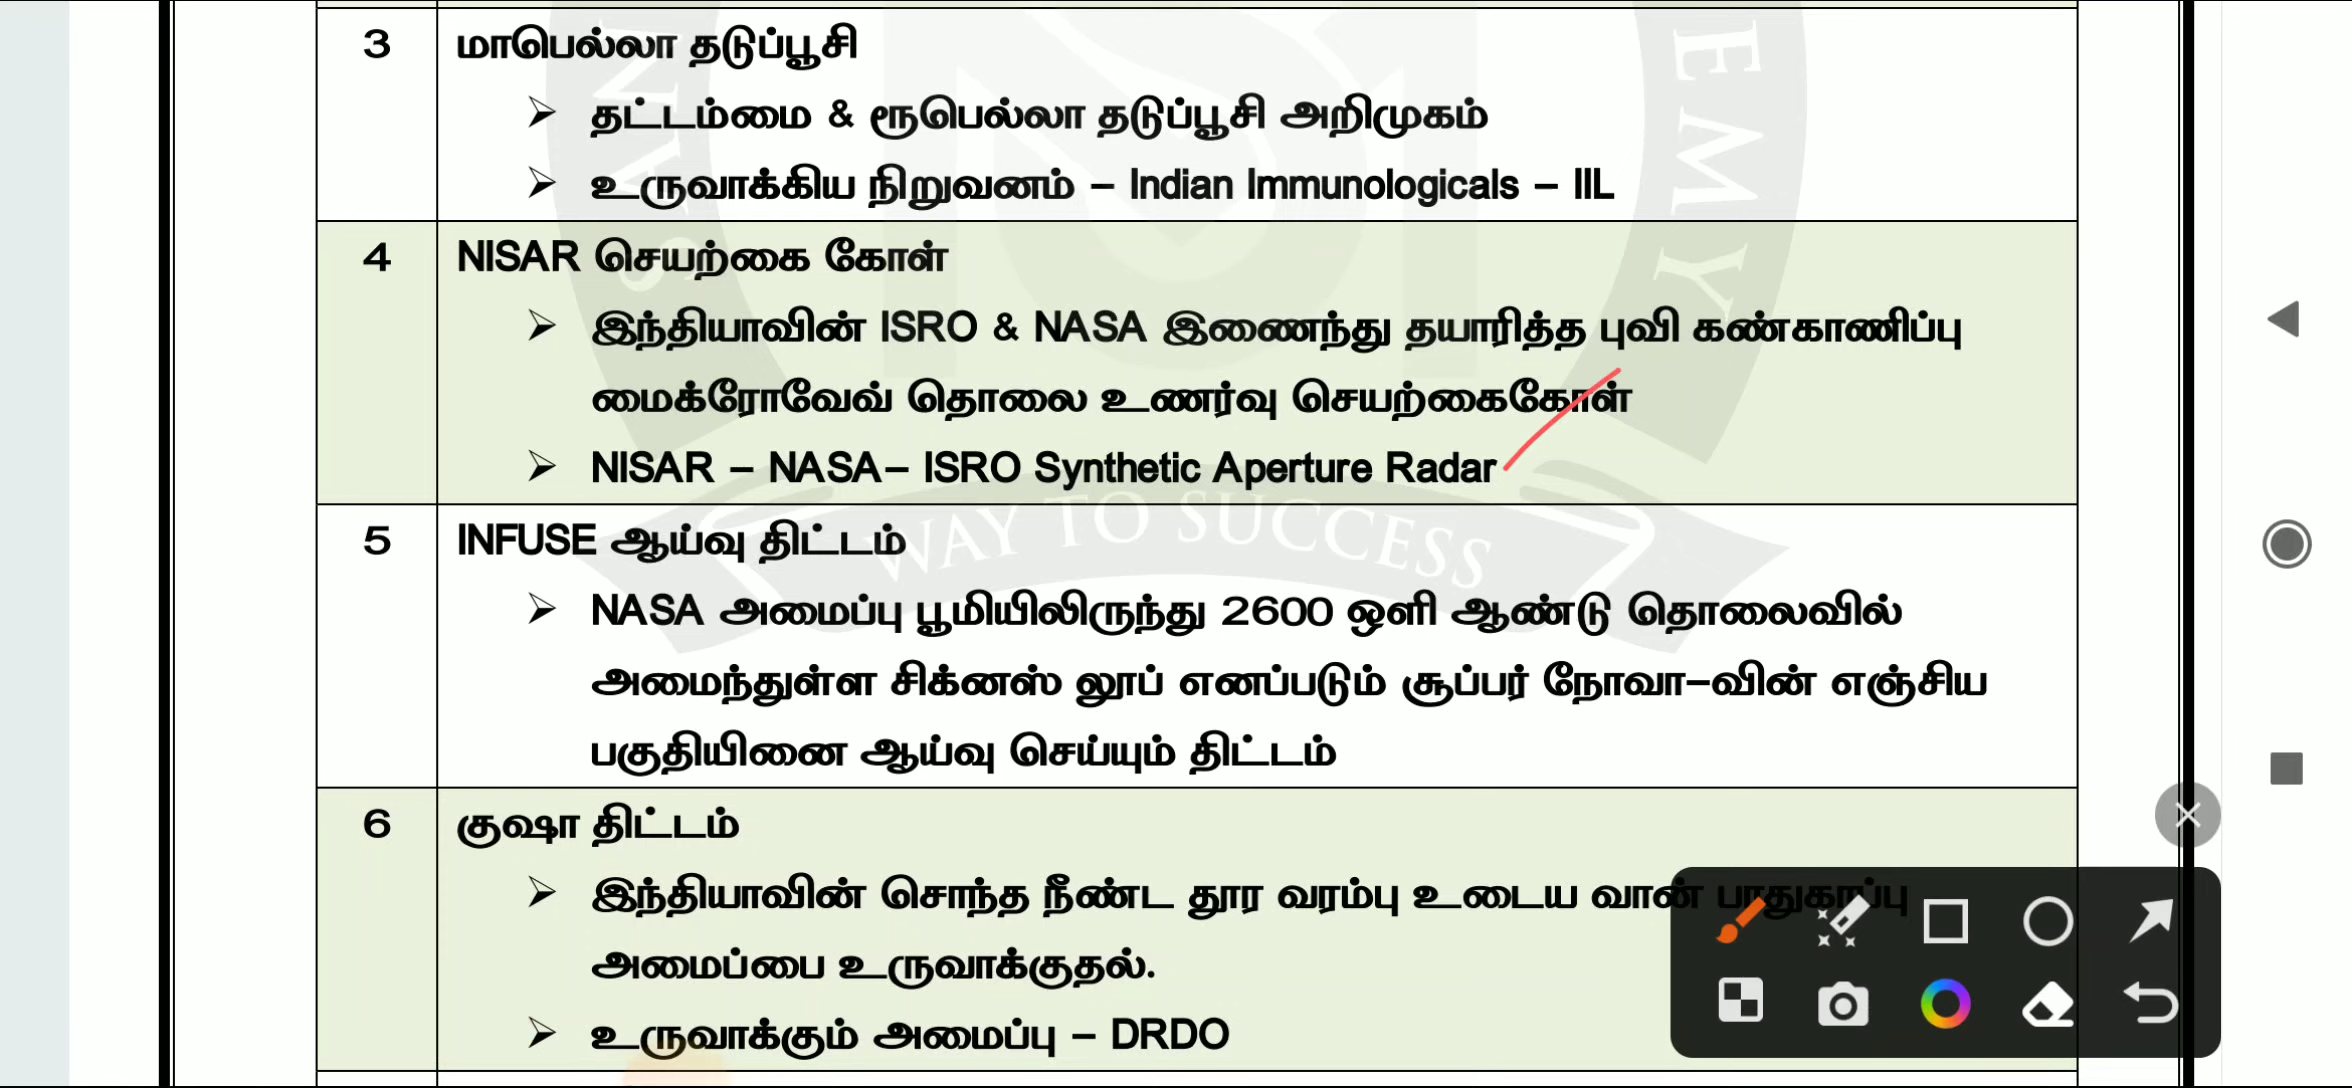 3 மாபெல்லா தடுப்பூசி
➢ தட்டம்மை & ரூபெல்லா தடுப்பூசி அறிமுகம்
➢ உருவாக்கிய நிறுவனம் – Indian Immunologicals – IIL
4 NISAR செயற்கை கோள்
➢ இந்தியாவின் ISRO & NASA இணைந்து தயாரித்த புவி கண்காணிப்பு
மைக்ரோவேவ் தொலை உணர்வு செயற்கைகோள்
➢ NISAR – NASA– ISRO Synthetic Aperture Radar
WAY TO SUCCESS
5 INFUSE ஆய்வு திட்டம்
➢ NASA அமைப்பு பூமியிலிருந்து 2600 ஒளி ஆண்டு தொலைவில்
அமைந்துள்ள சிக்னஸ் லூப் எனப்படும் சூப்பர் நோவா–வின் எஞ்சிய
பகுதியினை ஆய்வு செய்யும் திட்டம்
6 குஷா திட்டம்
➢ இந்தியாவின் சொந்த நீண்ட தூர வரம்பு உடைய வான் பாதுகாப்பு
அமைப்பை உருவாக்குதல்.
➢ உருவாக்கும் அமைப்பு – DRDO